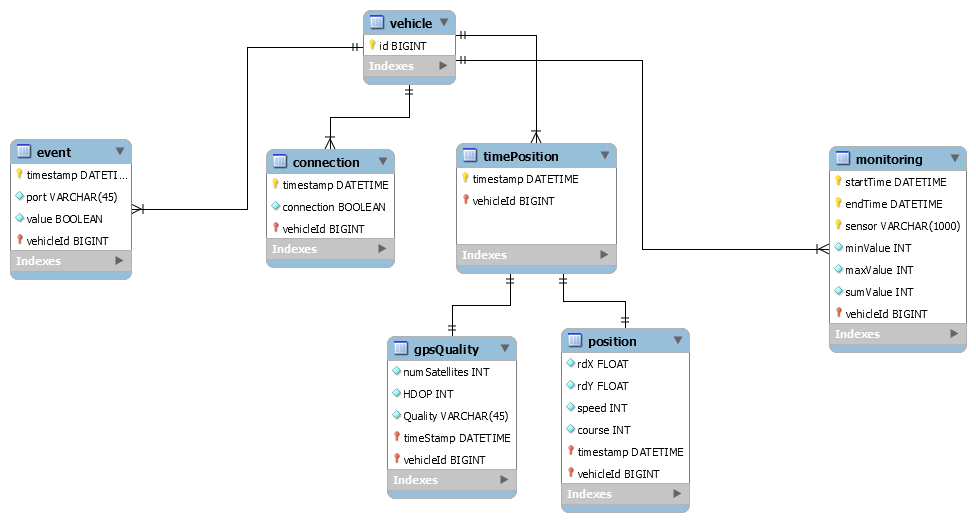 vehicle
id BIGINT
Indexes
event
timestamp DATETI...
port VARCHAR(45)
value BOOLEAN
vehicleId BIGINT
Indexes
connection
timestamp DATETIME
connection BOOLEAN
vehicleId BIGINT
Indexes
timePosition
timestamp DATETIME
vehicleId BIGINT
Indexes
monitoring
startTime DATETIME
endTime DATETIME
sensor VARCHAR(1000)
minValue INT
maxValue INT
sumValue INT
vehicleId BIGINT
Indexes
gpsQuality
numSatellites INT
HDOP INT
Quality VARCHAR(45)
timeStamp DATETIME
vehicleId BIGINT
Indexes
position
rdX FLOAT
rdY FLOAT
speed INT
course INT
timestamp DATETIME
vehicleId BIGINT
Indexes